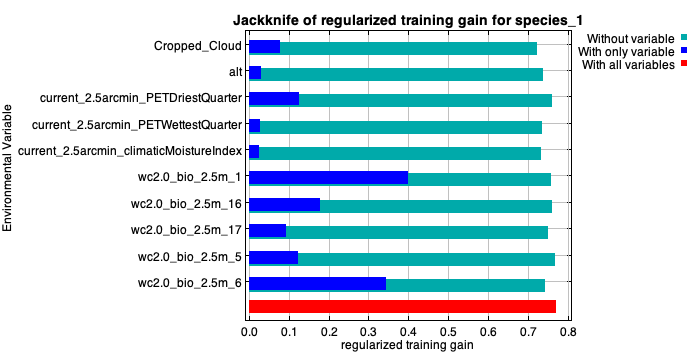 Jackknife of regularized training gain for species_1
Without variable
With only variable
With all variables
Environmental Variable
Cropped_Cloud
alt
current_2.5arcmin_PETDriestQuarter
current_2.5arcmin_PETWettestQuarter
current_2.5arcmin_climaticMoistureIndex
wc2.0_bio_2.5m_1
wc2.0_bio_2.5m_16
wc2.0_bio_2.5m_17
wc2.0_bio_2.5m_5
wc2.0_bio_2.5m_6
0.0 0.1 0.2 0.3 0.4 0.5 0.6 0.7 0.8
regularized training gain